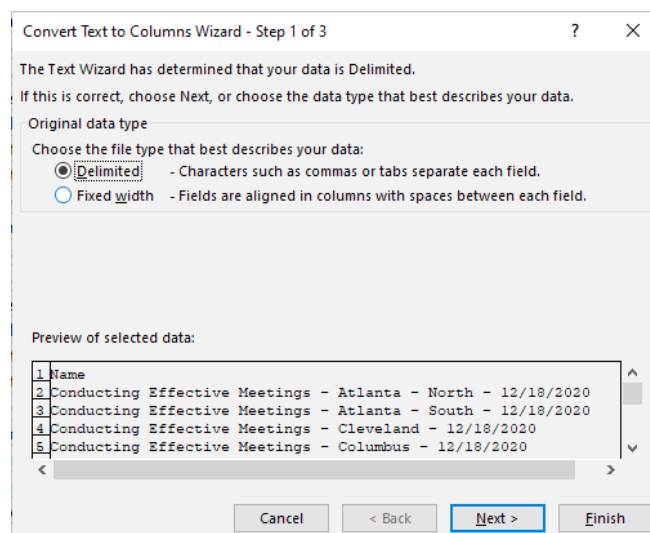 Convert Text to Columns Wizard - Step 1 of 3 ? ×
The Text Wizard has determined that your data is Delimited.
If this is correct, choose Next, or choose the data type that best describes your data.
Original data type
Choose the file type that best describes your data:
Delimited - Characters such as commas or tabs separate each field.
Fixed width - Fields are aligned in columns with spaces between each field.
Preview of selected data:
1 Name
2 Conducting Effective Meetings - Atlanta - North - 12/18/2020
3 Conducting Effective Meetings - Atlanta - South - 12/18/2020
4 Conducting Effective Meetings - Cleveland - 12/18/2020
5 Conducting Effective Meetings - Columbus - 12/18/2020
Cancel < Back Next > Finish